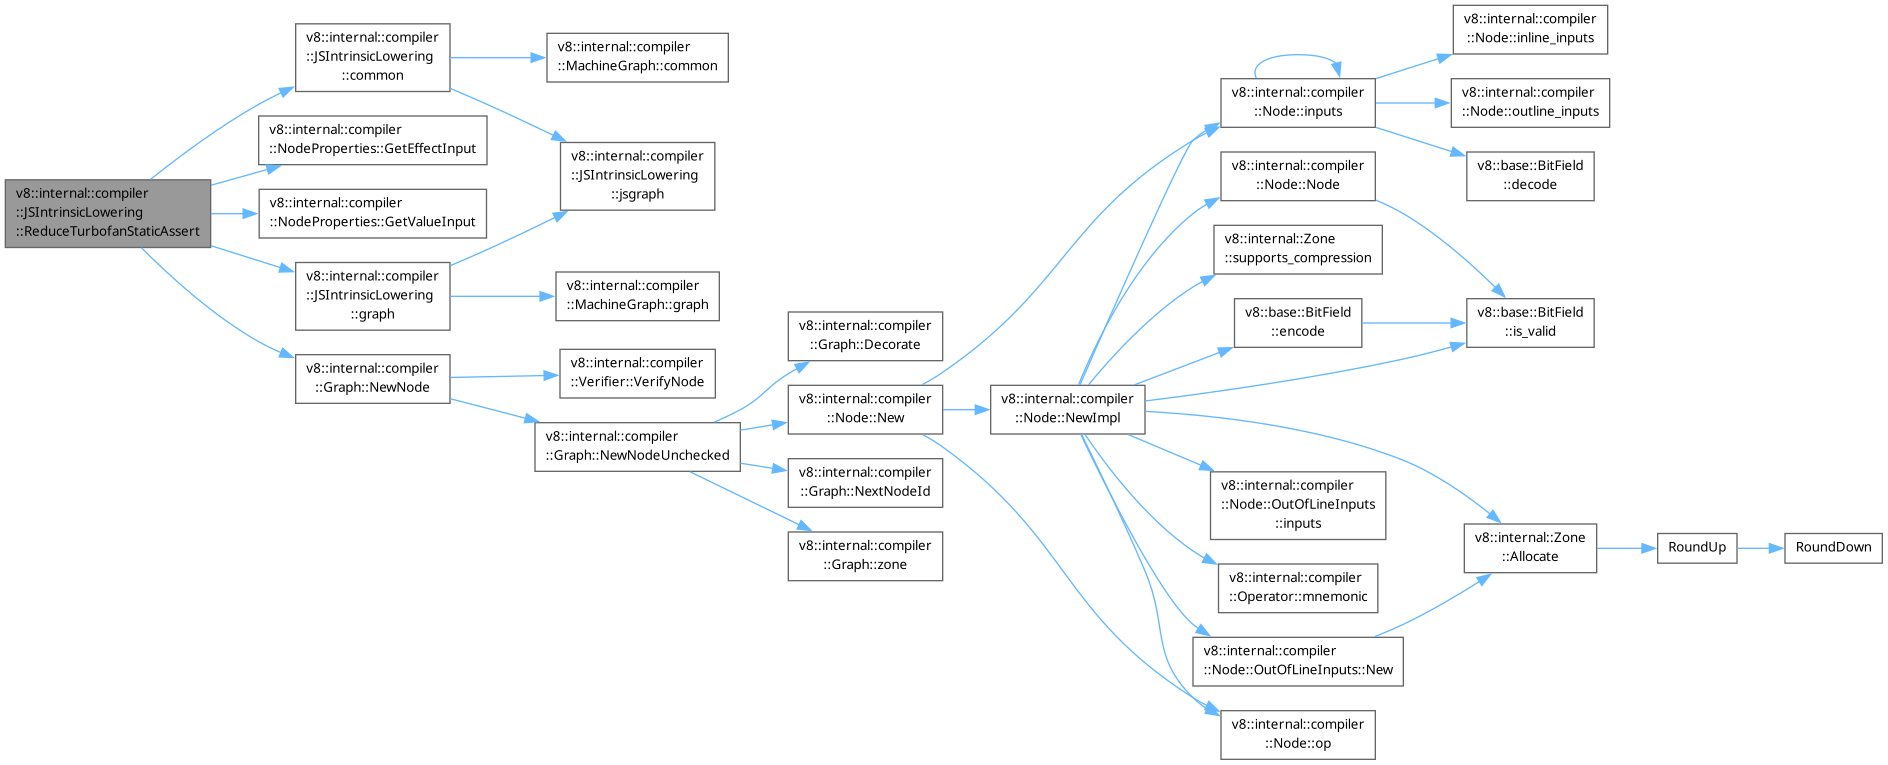 v8::internal::compiler
::JSIntrinsicLowering
::ReduceTurbofanStaticAssert
v8::internal::compiler
::JSIntrinsicLowering
::common
v8::internal::compiler
::NodeProperties::GetEffectInput
v8::internal::compiler
::NodeProperties::GetValueInput
v8::internal::compiler
::JSIntrinsicLowering
::graph
v8::internal::compiler
::Graph::NewNode
v8::internal::compiler
::MachineGraph::common
v8::internal::compiler
::JSIntrinsicLowering
::jsgraph
v8::internal::compiler
::MachineGraph::graph
v8::internal::compiler
::Verifier::VerifyNode
v8::internal::compiler
::Graph::NewNodeUnchecked
v8::internal::compiler
::Graph::Decorate
v8::internal::compiler
::Node::New
v8::internal::compiler
::Graph::NextNodeId
v8::internal::compiler
::Graph::zone
v8::internal::compiler
::Node::NewImpl
v8::internal::compiler
::Node::inputs
v8::internal::compiler
::Node::Node
v8::internal::Zone
::supports_compression
v8::base::BitField
::encode
v8::internal::compiler
::Node::OutOfLineInputs
::inputs
v8::internal::compiler
::Operator::mnemonic
v8::internal::compiler
::Node::OutOfLineInputs::New
v8::internal::compiler
::Node::op
v8::internal::compiler
::Node::inline_inputs
v8::internal::compiler
::Node::outline_inputs
v8::base::BitField
::decode
v8::base::BitField
::is_valid
v8::internal::Zone
::Allocate
RoundUp
RoundDown